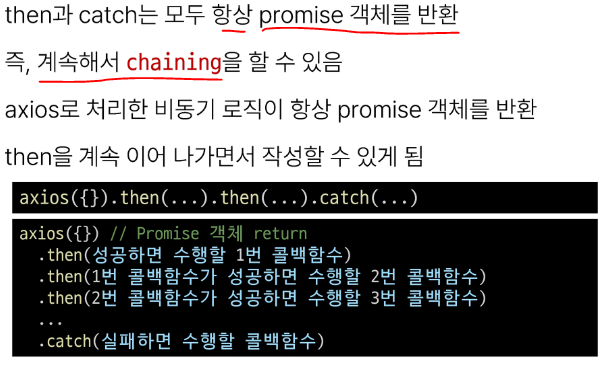 then과 catch는 모두 항상 promise 객체를 반환
즉, 계속해서 chaining을 할 수 있음
axios로 처리한 비동기 로직이 항상 promise 객체를 반환
then을 계속 이어 나가면서 작성할 수 있게 됨
axios({}).then(...).then(...).catch(...)
axios({}) // Promise 객체 return
.then(성공하면 수행할 1번 콜백함수)
.then(1번 콜백함수가 성공하면 수행할 2번 콜백함수)
.then(2번 콜백함수가 성공하면 수행할 3번 콜백함수)
...
.catch(실패하면 수행할 콜백함수)